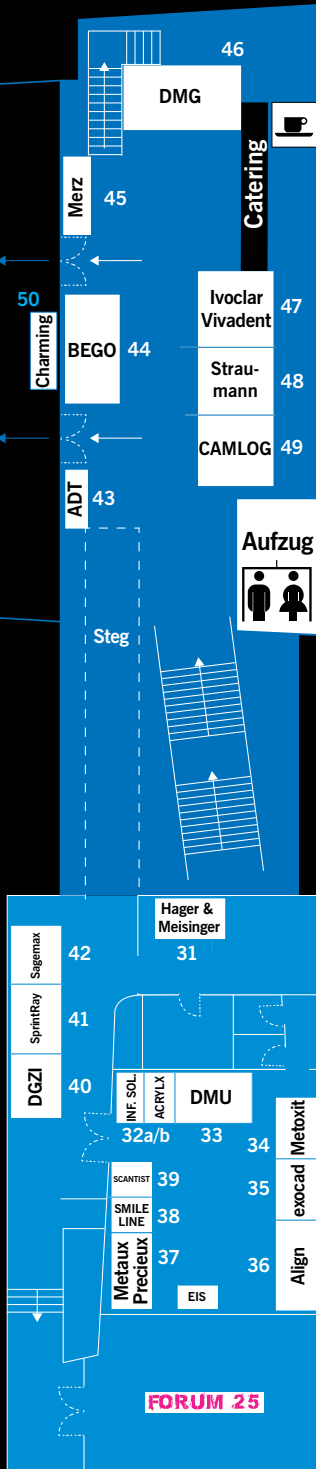 46
DMG
Catering
Merz
45
50
Charming
BEGO
44
Ivoclar
Vivadent
47
Strau-
mann
48
CAMLOG
49
ADT
43
Aufzug
Steg
Hager &
Meisinger
31
Sagemax
42
SprintRay
41
DGZI
40
INF. SOL.
ACRYLX
DMU
32a/b
33
34
Metoxit
SCANTIST
39
35
exocad
SMILE
LINE
38
Metaux
Precieux
37
36
Align
EIS
FORUM 25